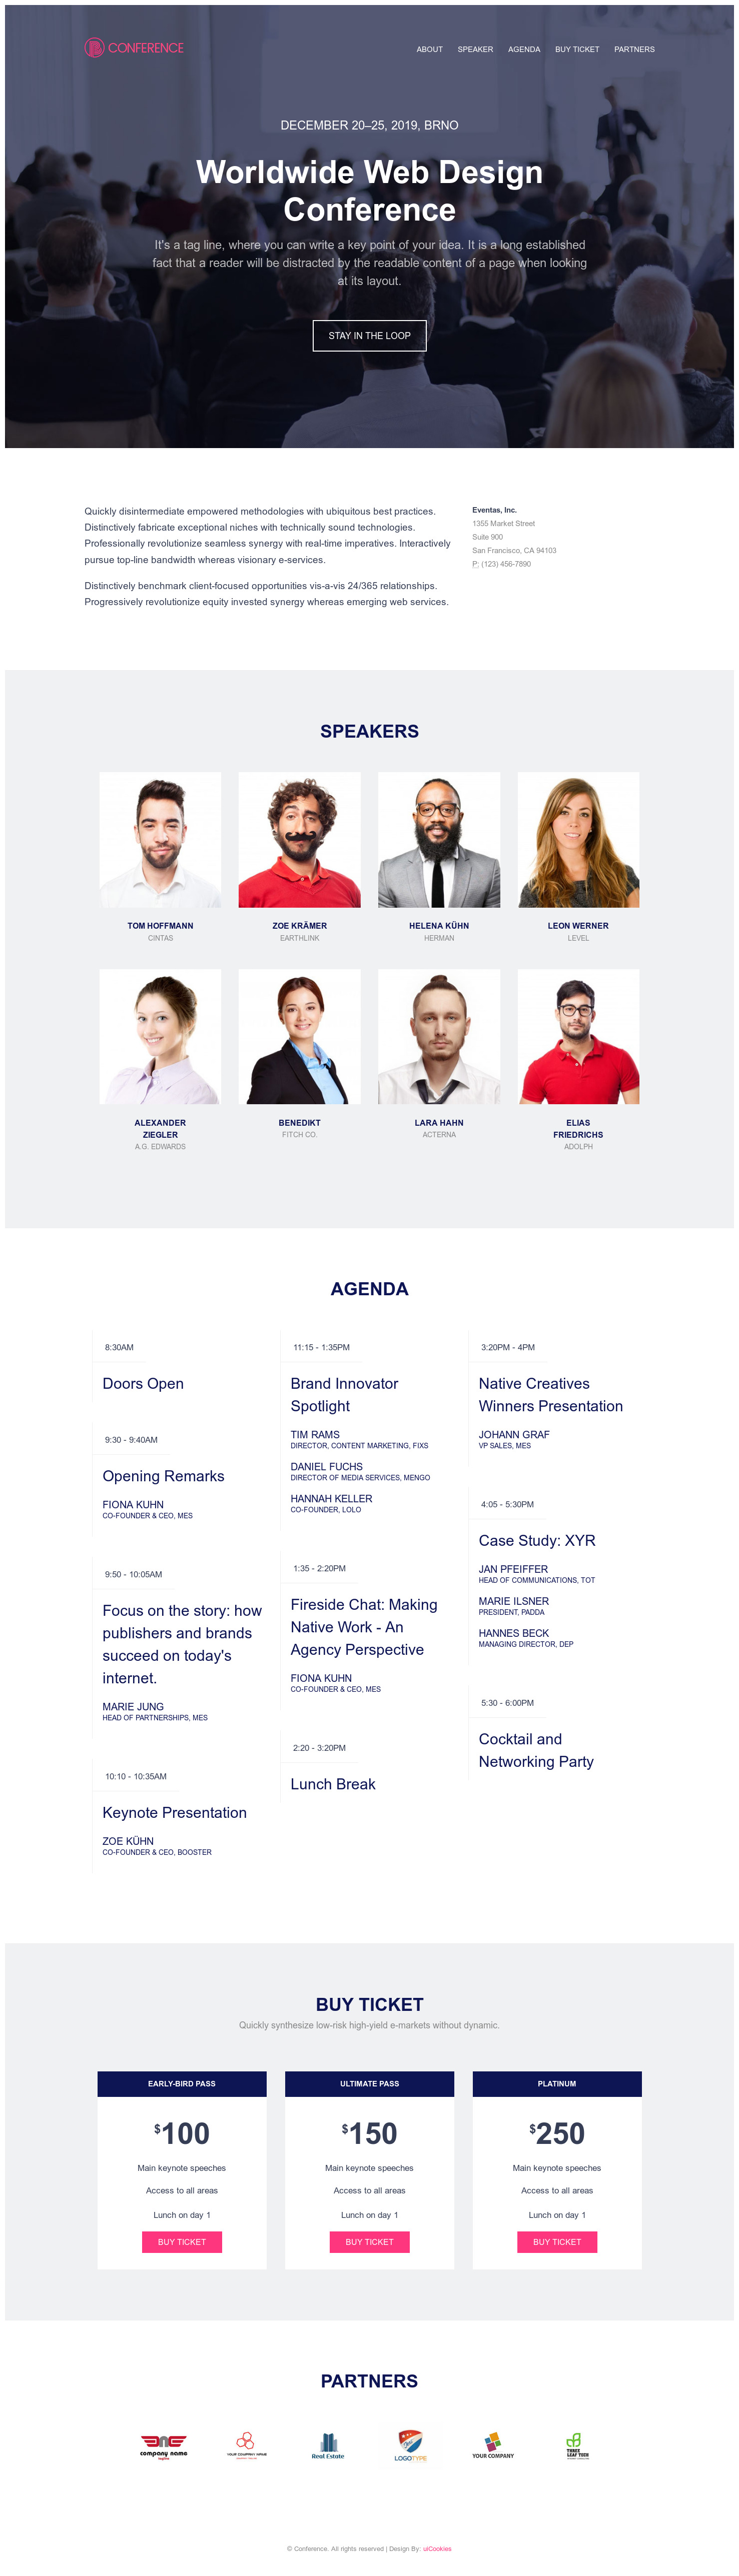 CONFERENCE
ABOUT SPEAKER AGENDA BUY TICKET PARTNERS
DECEMBER 20–25, 2019, BRNO
Worldwide Web Design
Conference
It's a tag line, where you can write a key point of your idea. It is a long established
fact that a reader will be distracted by the readable content of a page when looking
at its layout.
STAY IN THE LOOP
Quickly disintermediate empowered methodologies with ubiquitous best practices.
Distinctively fabricate exceptional niches with technically sound technologies.
Professionally revolutionize seamless synergy with real-time imperatives. Interactively
pursue top-line bandwidth whereas visionary e-services.
Distinctively benchmark client-focused opportunities vis-a-vis 24/365 relationships.
Progressively revolutionize equity invested synergy whereas emerging web services.
Eventas, Inc.
1355 Market Street
Suite 900
San Francisco, CA 94103
P: (123) 456-7890
SPEAKERS
TOM HOFFMANN
CINTAS
ZOE KRÄMER
EARTHLINK
HELENA KÜHN
HERMAN
LEON WERNER
LEVEL
ALEXANDER
ZIEGLER
A.G. EDWARDS
BENEDIKT
FITCH CO.
LARA HAHN
ACTERNA
ELIAS
FRIEDRICHS
ADOLPH
AGENDA
8:30AM
Doors Open
9:30 - 9:40AM
Opening Remarks
FIONA KUHN
CO-FOUNDER & CEO, MES
9:50 - 10:05AM
Focus on the story: how
publishers and brands
succeed on today's
internet.
MARIE JUNG
HEAD OF PARTNERSHIPS, MES
10:10 - 10:35AM
Keynote Presentation
ZOE KÜHN
CO-FOUNDER & CEO, BOOSTER
11:15 - 1:35PM
Brand Innovator
Spotlight
TIM RAMS
DIRECTOR, CONTENT MARKETING, FIXS
DANIEL FUCHS
DIRECTOR OF MEDIA SERVICES, MENGO
HANNAH KELLER
CO-FOUNDER, LOLO
1:35 - 2:20PM
Fireside Chat: Making
Native Work - An
Agency Perspective
FIONA KUHN
CO-FOUNDER & CEO, MES
2:20 - 3:20PM
Lunch Break
3:20PM - 4PM
Native Creatives
Winners Presentation
JOHANN GRAF
VP SALES, MES
4:05 - 5:30PM
Case Study: XYR
JAN PFEIFFER
HEAD OF COMMUNICATIONS, TOT
MARIE ILSNER
PRESIDENT, PADDA
HANNES BECK
MANAGING DIRECTOR, DEP
5:30 - 6:00PM
Cocktail and
Networking Party
BUY TICKET
Quickly synthesize low-risk high-yield e-markets without dynamic.
EARLY-BIRD PASS
$100
Main keynote speeches
Access to all areas
Lunch on day 1
BUY TICKET
ULTIMATE PASS
$150
Main keynote speeches
Access to all areas
Lunch on day 1
BUY TICKET
PLATINUM
$250
Main keynote speeches
Access to all areas
Lunch on day 1
BUY TICKET
PARTNERS
company name
YOUR COMPANY NAME
Real Estate
LOGOTYPE
YOUR COMPANY
THREE
LEAF TECH
© Conference. All rights reserved | Design By: uiCookies